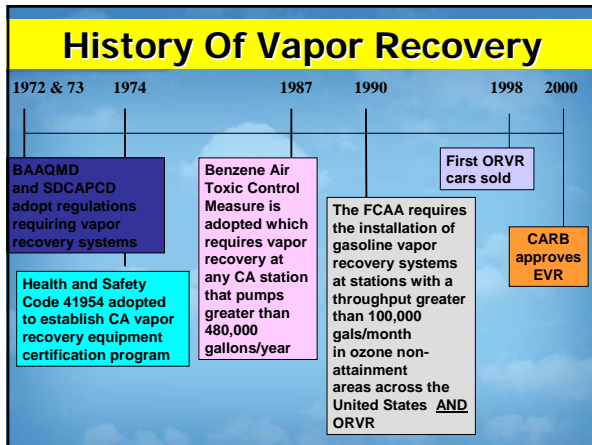 History Of Vapor Recovery
1972 & 73 1974 1987 1990 1998 2000
BAAQMD
and SDCAPCD
adopt regulations
requiring vapor
recovery systems
Health and Safety
Code 41954 adopted
to establish CA vapor
recovery equipment
certification program
Benzene Air
Toxic Control
Measure is
adopted which
requires vapor
recovery at
any CA station
that pumps
greater than
480,000
gallons/year
The FCAA requires
the installation of
gasoline vapor
recovery systems
at stations with a
throughput greater
than 100,000
gals/month
in ozone non-
attainment
areas across the
United States AND
ORVR
First ORVR
cars sold
CARB
approves
EVR